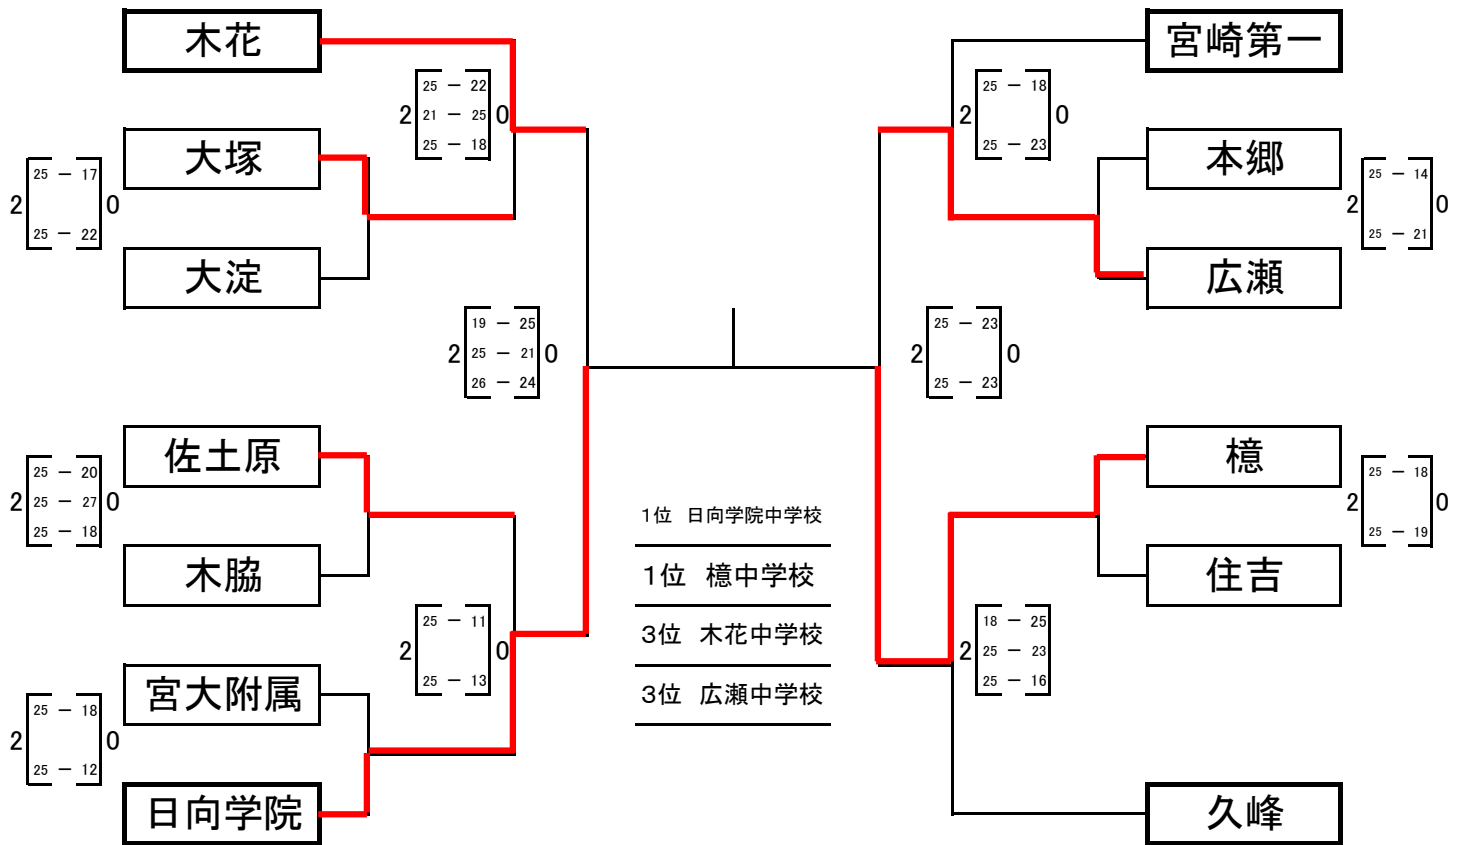 木花
25 － 22
2 21 － 25 0
25 － 18
大塚
25 － 17
2 0
25 － 22
大淀
19 － 25
2 25 － 21 0
26 － 24
佐土原
25 － 20
2 25 － 27 0
25 － 18
木脇
25 － 11
2 0
25 － 13
宮大附属
25 － 18
2 0
25 － 12
日向学院
1位 日向学院中学校
1位 檍中学校
3位 木花中学校
3位 広瀬中学校
宮崎第一
25 － 18
2 0
25 － 23
本郷
25 － 14
2 0
25 － 21
広瀬
25 － 23
2 0
25 － 23
檍
25 － 18
2 0
25 － 19
住吉
18 － 25
2 25 － 23
25 － 16
久峰